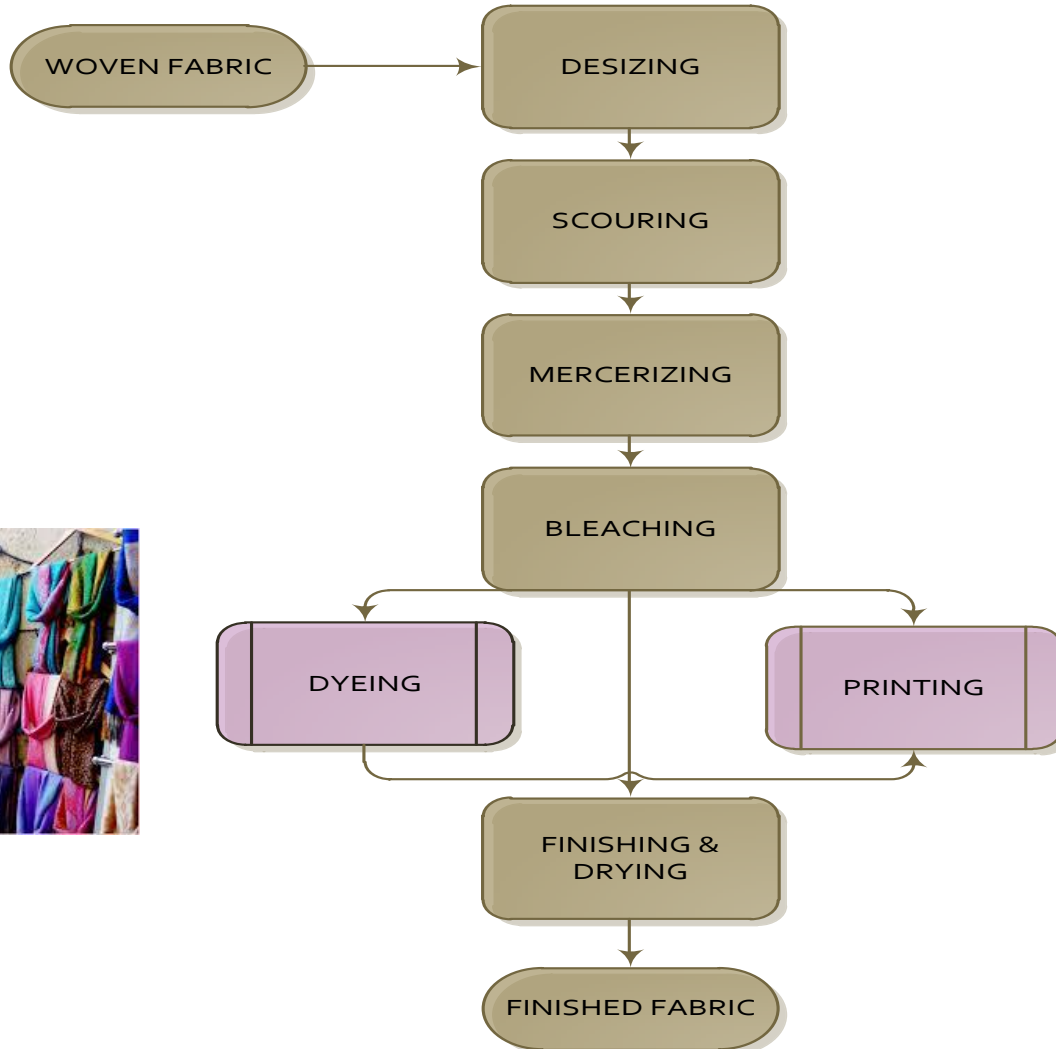 WOVEN FABRIC
DESIZING
SCOURING
MERCERIZING
BLEACHING
DYEING
PRINTING
FINISHING &
DRYING
FINISHED FABRIC